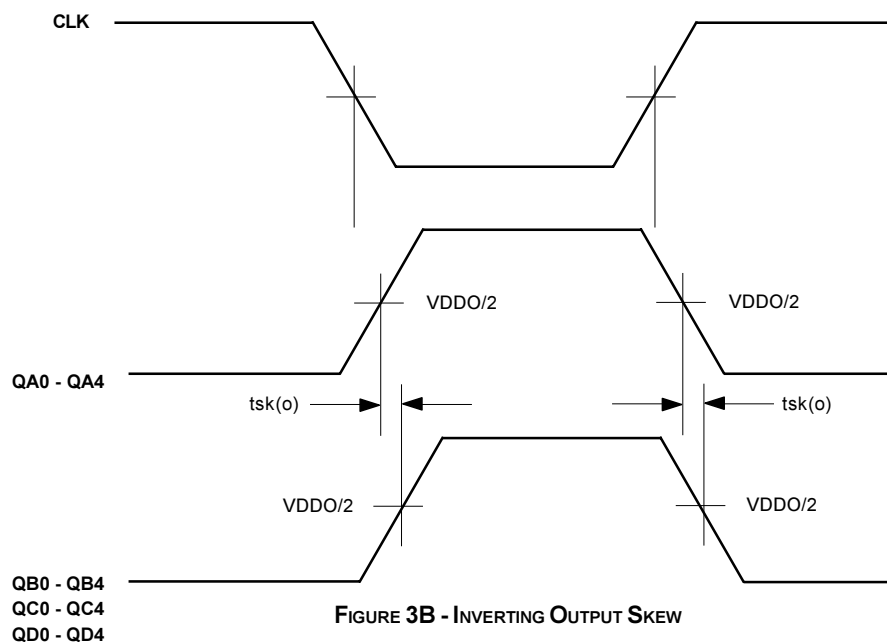 CLK
VDDO/2 VDDO/2
QA0 - QA4
tsk(o) tsk(o)
VDDO/2 VDDO/2
QB0 - QB4
QC0 - QC4
QD0 - QD4
FIGURE 3B - INVERTING OUTPUT SKEW